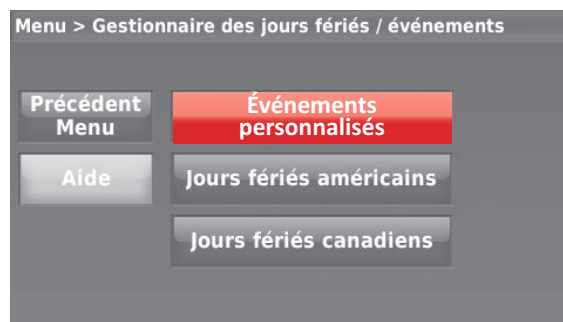 Menu > Gestionnaire des jours fériés / événements
Précédent
Menu
Événements
personnalisés
Aide
Jours fériés américains
Jours fériés canadiens